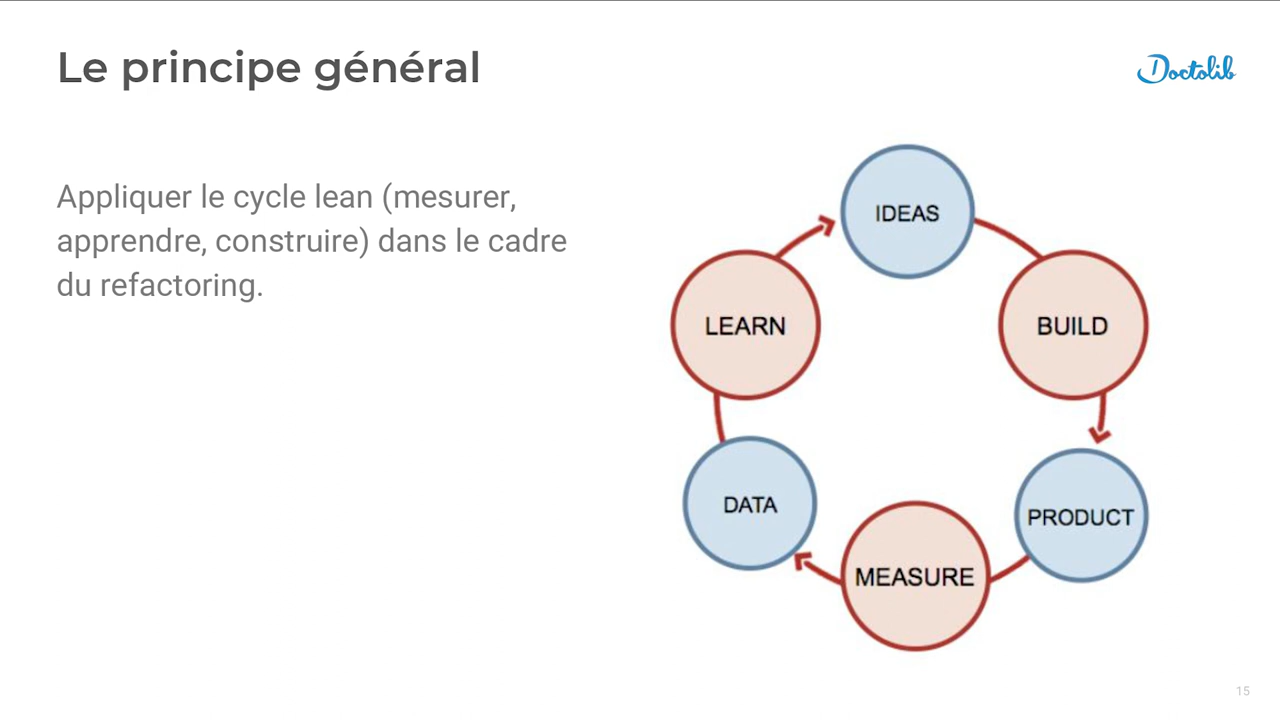 Le principe général
Doctolib
Appliquer le cycle lean (mesurer,
apprendre, construire) dans le cadre
du refactoring.
IDEAS
BUILD
PRODUCT
MEASURE
DATA
LEARN
15